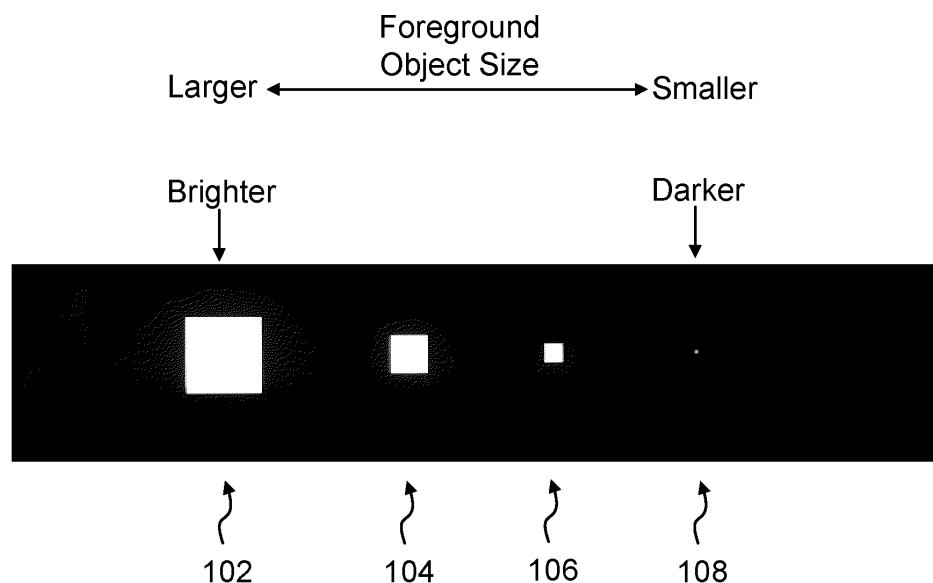 Foreground
Object Size
Larger
Smaller
Brighter
Darker
102
104
106
108